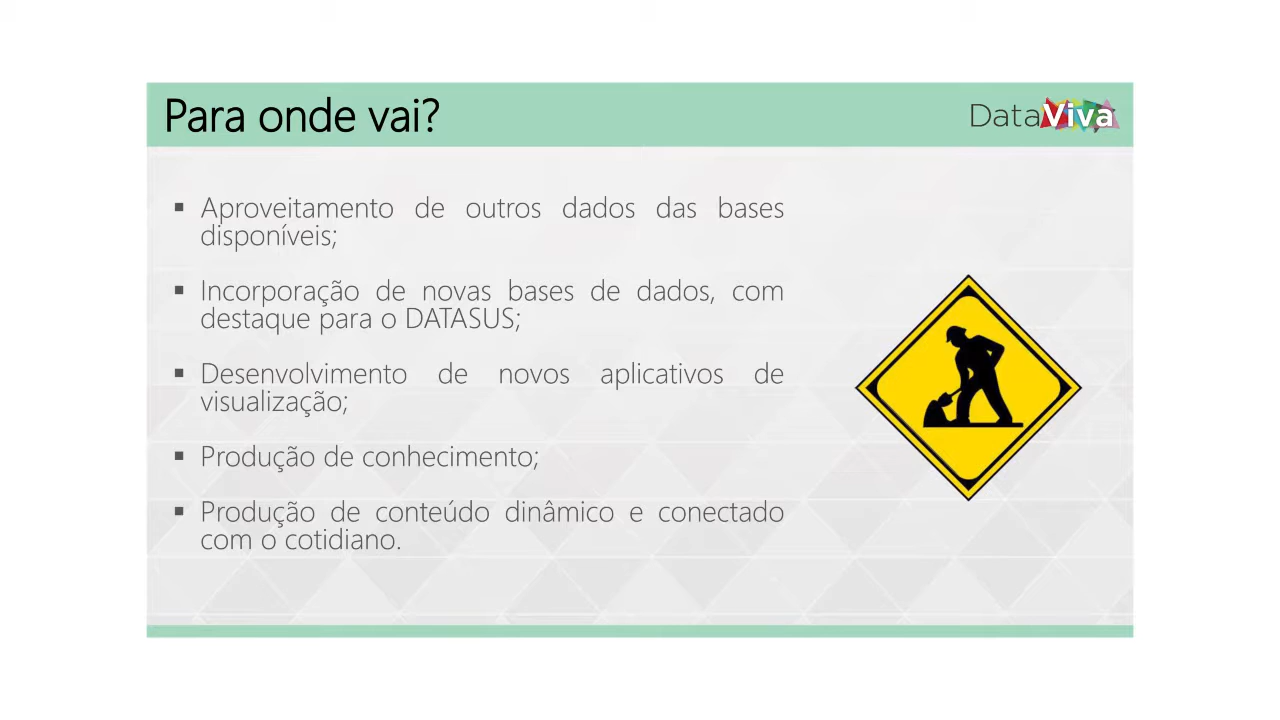 Para onde vai?
DataViva
▪ Aproveitamento de outros dados das bases
disponíveis;
▪ Incorporação de novas bases de dados, com
destaque para o DATASUS;
▪ Desenvolvimento de novos aplicativos de
visualização;
▪ Produção de conhecimento;
▪ Produção de conteúdo dinâmico e conectado
com o cotidiano.